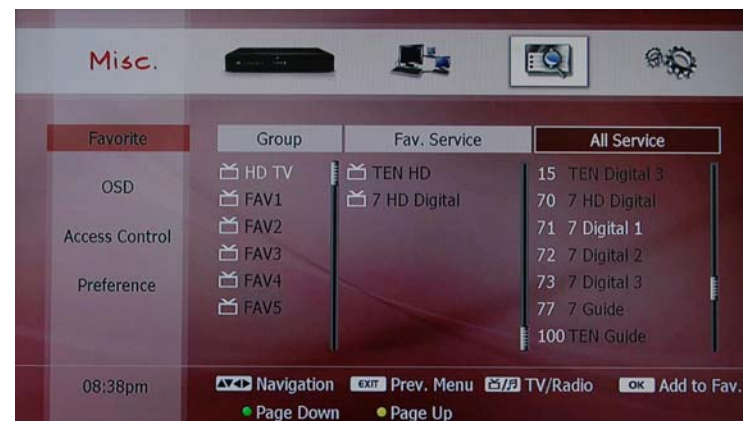 Misc.
Favorite
OSD
Access Control
Preference
08:38pm
Group
HD TV
FAV1
FAV2
FAV3
FAV4
FAV5
Fav. Service
TEN HD
7 HD Digital
All Service
15 TEN Digital 3
70 7 HD Digital
71 7 Digital 1
72 7 Digital 2
73 7 Digital 3
77 7 Guide
100 TEN Guide
Navigation EXIT Prev. Menu TV/Radio OK Add to Fav.
Page Down Page Up